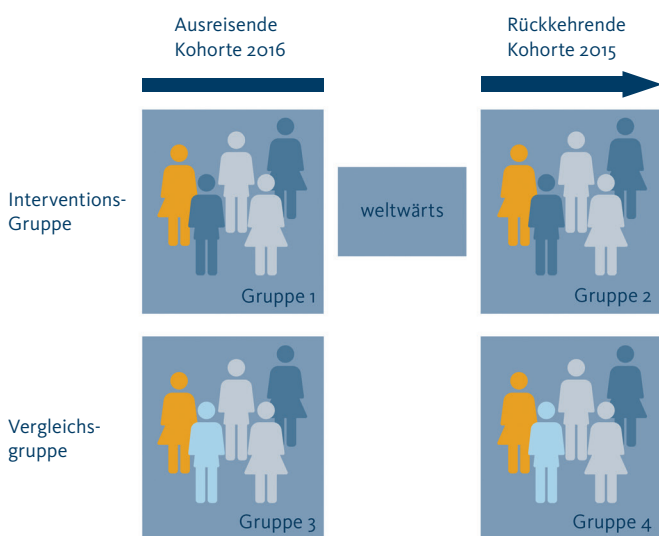 Ausreisende
Kohorte 2016
Rückkehrende
Kohorte 2015
Interventions-
Gruppe
weltwärts
Gruppe 1
Gruppe 2
Vergleichs-
gruppe
Gruppe 3
Gruppe 4